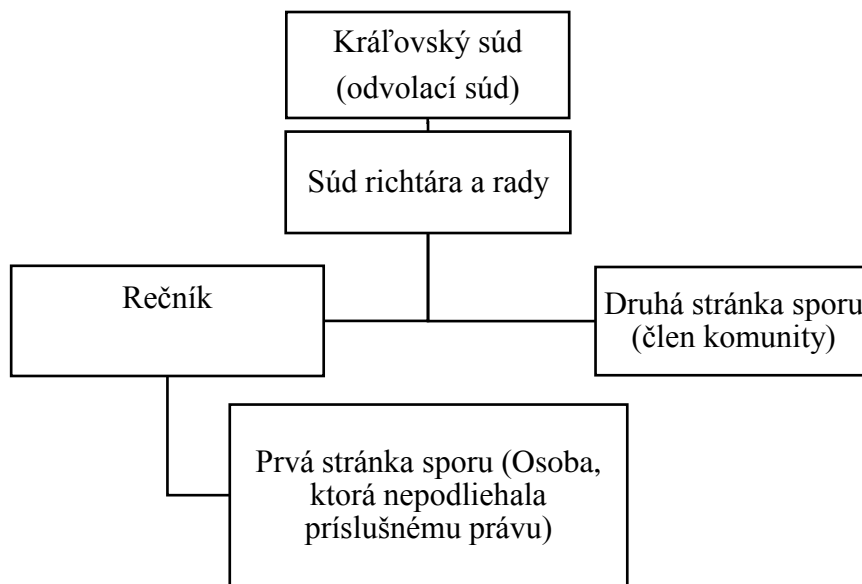 Kráľovský súd
(odvolací súd)
Súd richtára a rady
Rečník
Druhá stránka sporu
(člen komunity)
Prvá stránka sporu (Osoba,
ktorá nepodliehala
príslušnému právu)